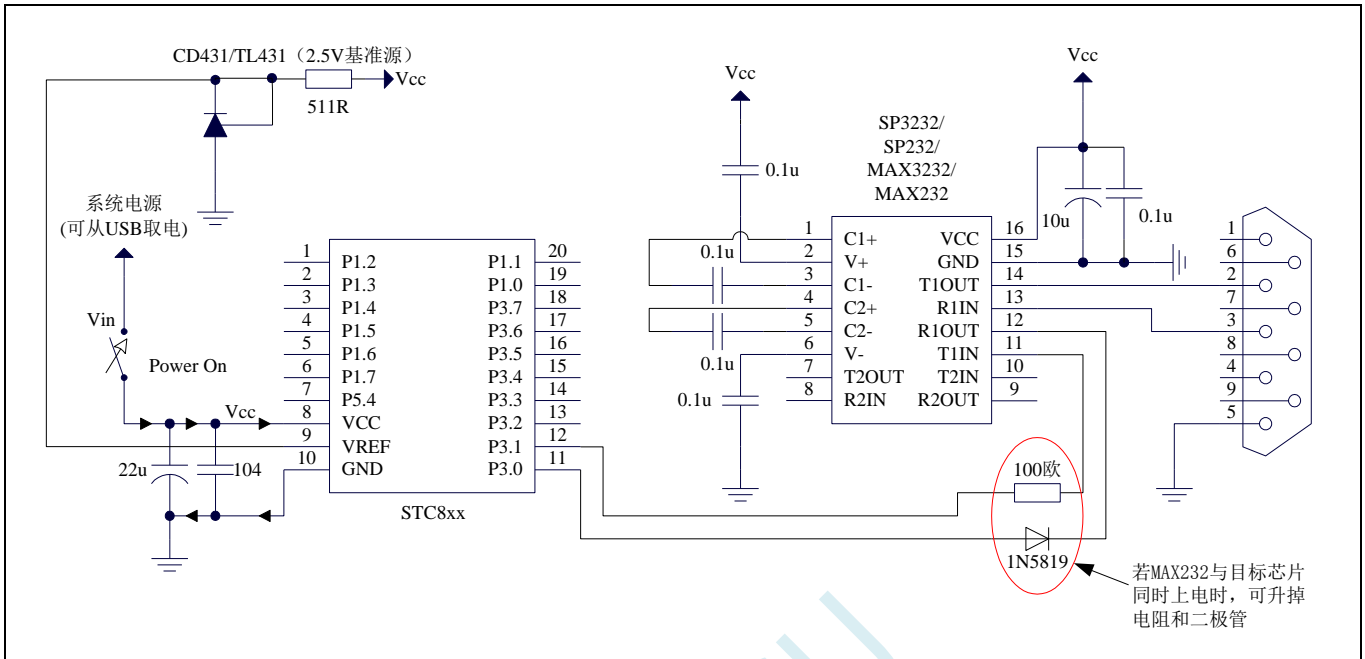 CD431/TL431（2.5V基准源）
511R
Vcc
系统电源
(可从USB取电)
Vin
Power On
Vcc
22u
104
1 P1.2 P1.1 20
2 P1.3 P1.0 19
3 P1.4 P3.7 18
4 P1.5 P3.6 17
5 P1.6 P3.5 16
6 P1.7 P3.4 15
7 P5.4 P3.3 14
8 VCC P3.2 13
9 VREF P3.1 12
10 GND P3.0 11
STC8xx
Vcc
0.1u
0.1u
0.1u
0.1u
SP3232/
SP232/
MAX3232/
MAX232
1 C1+ VCC 16
2 V+ GND 15
3 C1- T1OUT 14
4 C2+ R1IN 13
5 C2- R1OUT 12
6 V- T1IN 11
7 T2OUT T2IN 10
8 R2IN R2OUT 9
Vcc
10u
0.1u
1
6
2
7
3
8
4
9
5
100欧
1N5819
若MAX232与目标芯片
同时上电时，可升掉
电阻和二极管